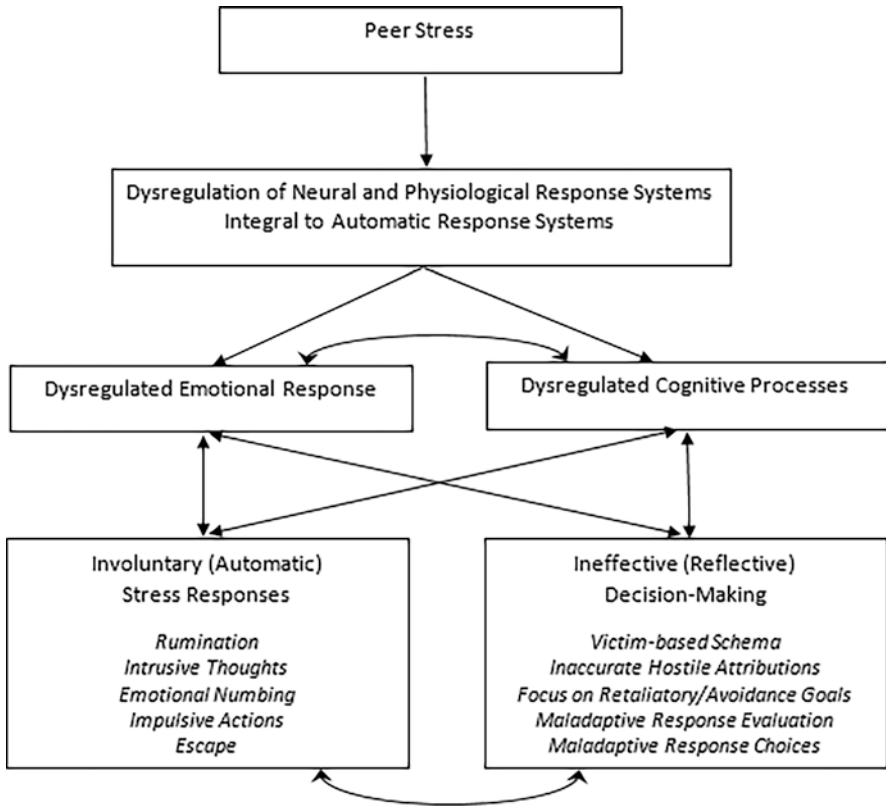 Peer Stress
Dysregulation of Neural and Physiological Response Systems
Integral to Automatic Response Systems
Dysregulated Emotional Response
Dysregulated Cognitive Processes
Involuntary (Automatic)
Stress Responses
Rumination
Intrusive Thoughts
Emotional Numbing
Impulsive Actions
Escape
Ineffective (Reflective)
Decision-Making
Victim-based Schema
Inaccurate Hostile Attributions
Focus on Retaliatory/Avoidance Goals
Maladaptive Response Evaluation
Maladaptive Response Choices